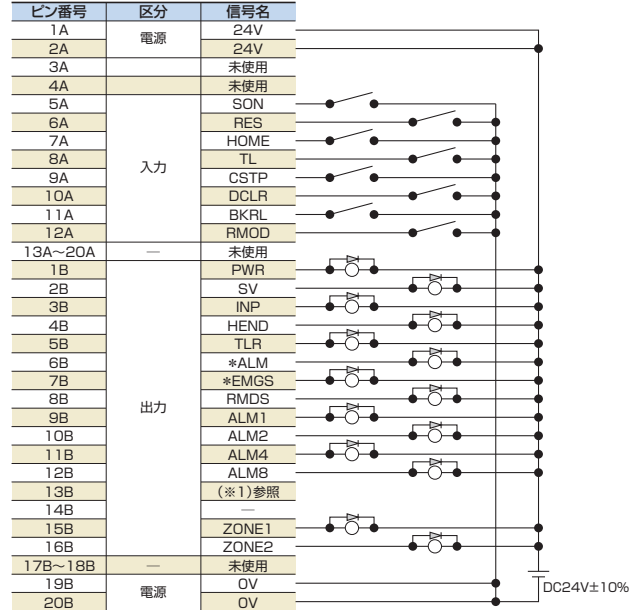 ピン番号 区分 信号名
1A 電源 24V
2A 24V
3A 未使用
4A 未使用
5A 入力 SON
6A RES
7A HOME
8A TL
9A CSTP
10A DCLR
11A BKRL
12A RMOD
13A～20A — 未使用
1B 出力 PWR
2B SV
3B INP
4B HEND
5B TLR
6B *ALM
7B *EMGS
8B RMDS
9B ALM1
10B ALM2
11B ALM4
12B ALM8
13B (※1)参照
14B —
15B ZONE1
16B ZONE2
17B～18B — 未使用
19B 電源 0V
20B 0V
DC24V±10%